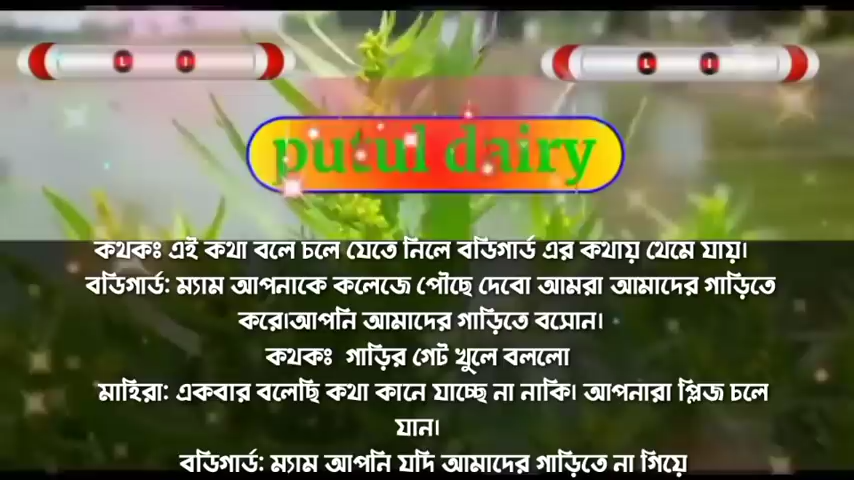 L I
L I
putul dairy
কথকঃ এই কথা বলে চলে যেতে নিলে বডিগার্ড এর কথায় থেমে যায়।
বডিগার্ড: ম্যাম আপনাকে কলেজে পৌছে দেবো আমরা আমাদের গাড়িতে
করে।আপনি আমাদের গাড়িতে বসোন।
কথকঃ গাড়ির গেট খুলে বললো
মাহিরা: একবার বলেছি কথা কানে যাচ্ছে না নাকি। আপনারা প্লিজ চলে
যান।
বডিগার্ড: ম্যাম আপনি যদি আমাদের গাড়িতে না গিয়ে